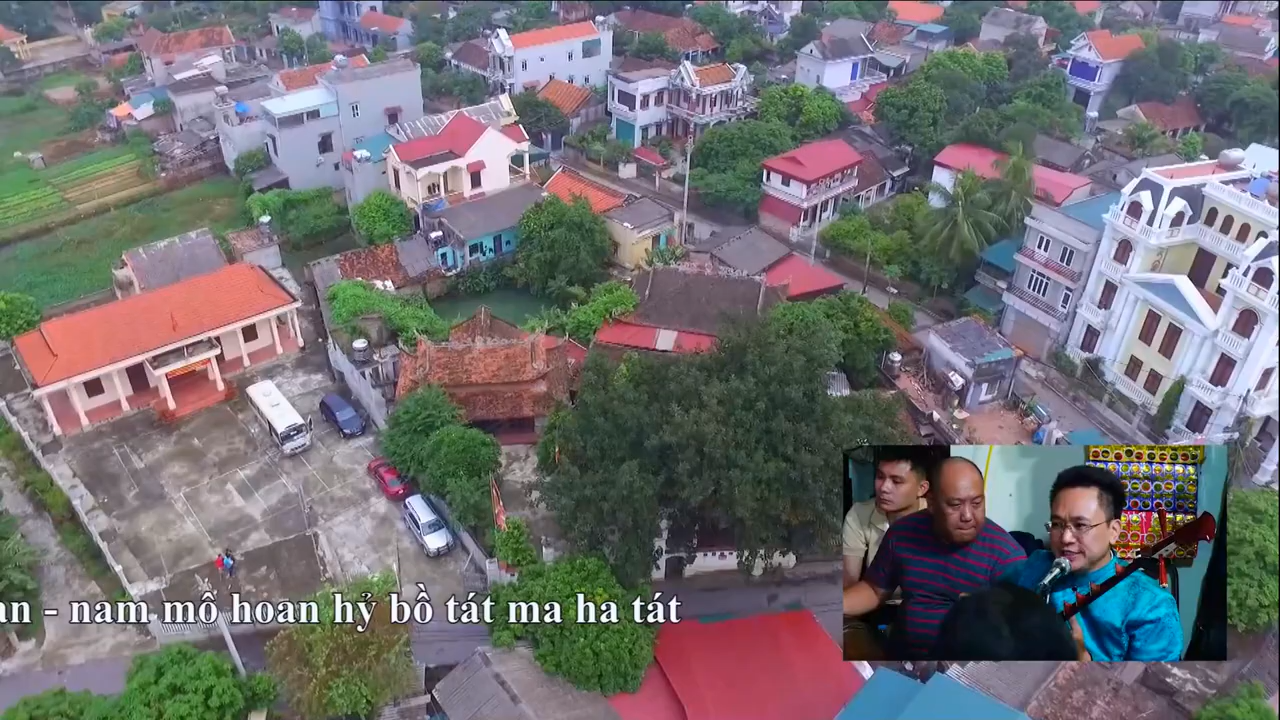 an - nam mô hoan hỷ bồ tát ma ha tát